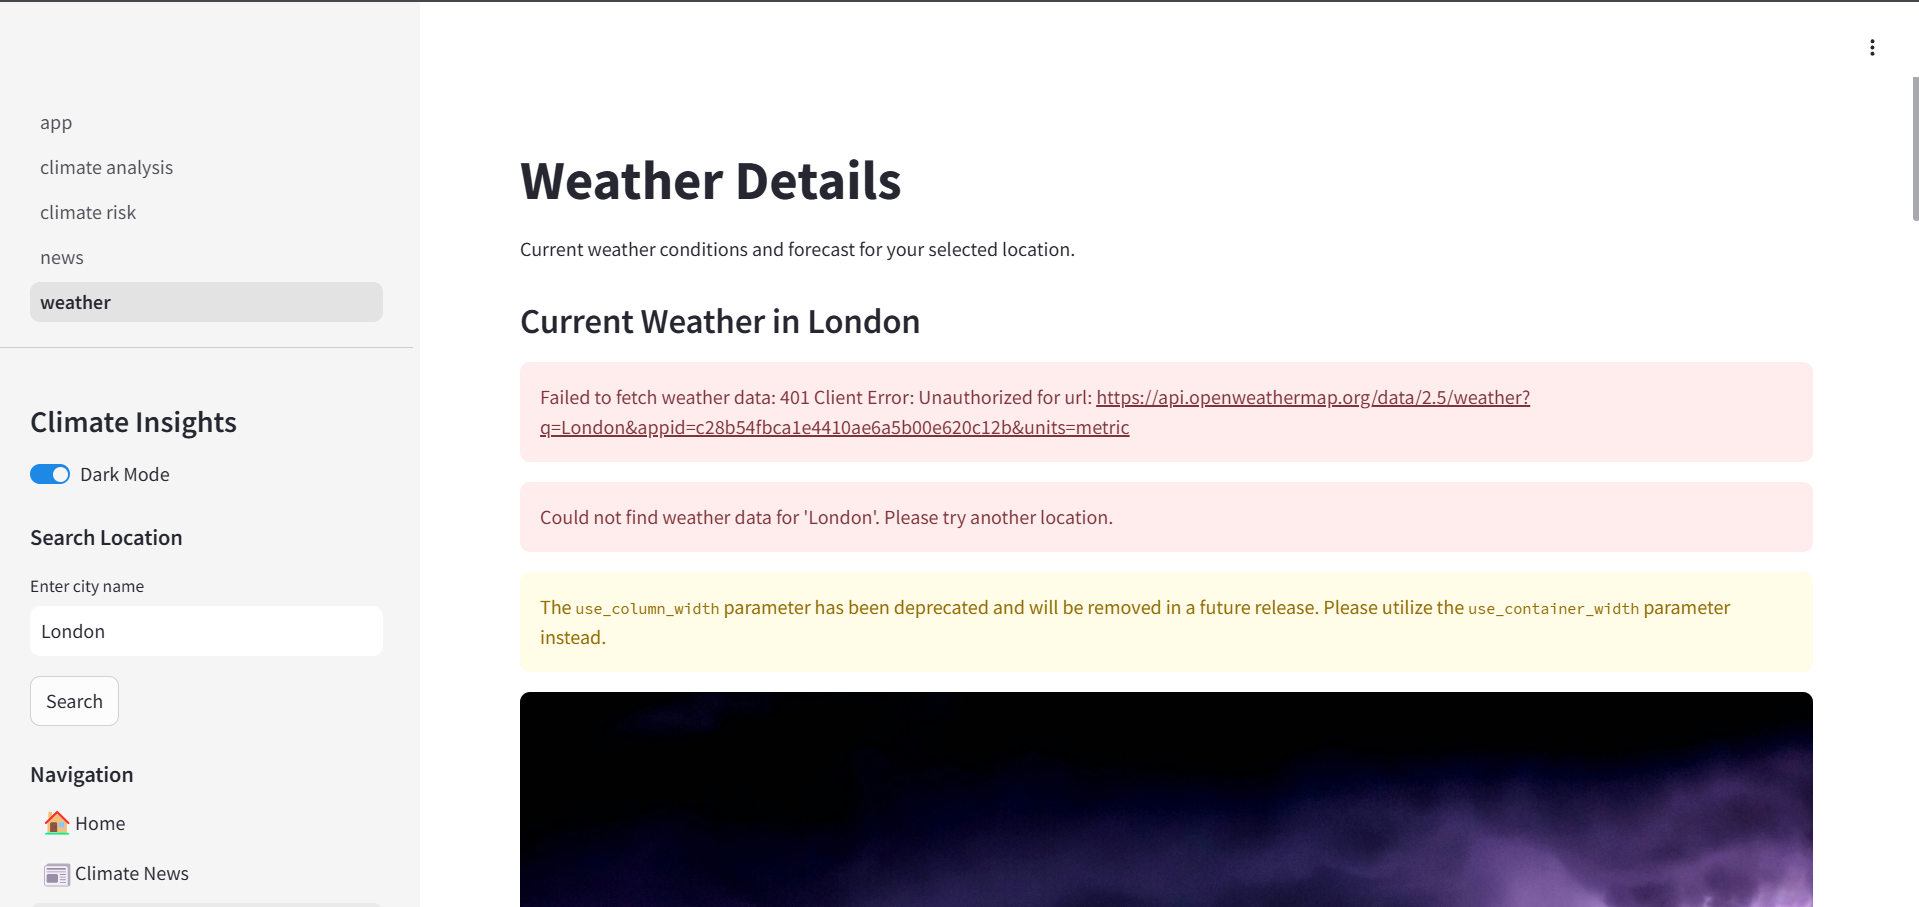 app
climate analysis
climate risk
news
weather
Climate Insights
Dark Mode
Search Location
Enter city name
London
Search
Navigation
Home
Climate News
Weather Details
Current weather conditions and forecast for your selected location.
Current Weather in London
Failed to fetch weather data: 401 Client Error: Unauthorized for url: https://api.openweathermap.org/data/2.5/weather?
q=London&appid=c28b54fbca1e4410ae6a5b00e620c12b&units=metric
Could not find weather data for 'London'. Please try another location.
The use_column_width parameter has been deprecated and will be removed in a future release. Please utilize the use_container_width parameter
instead.